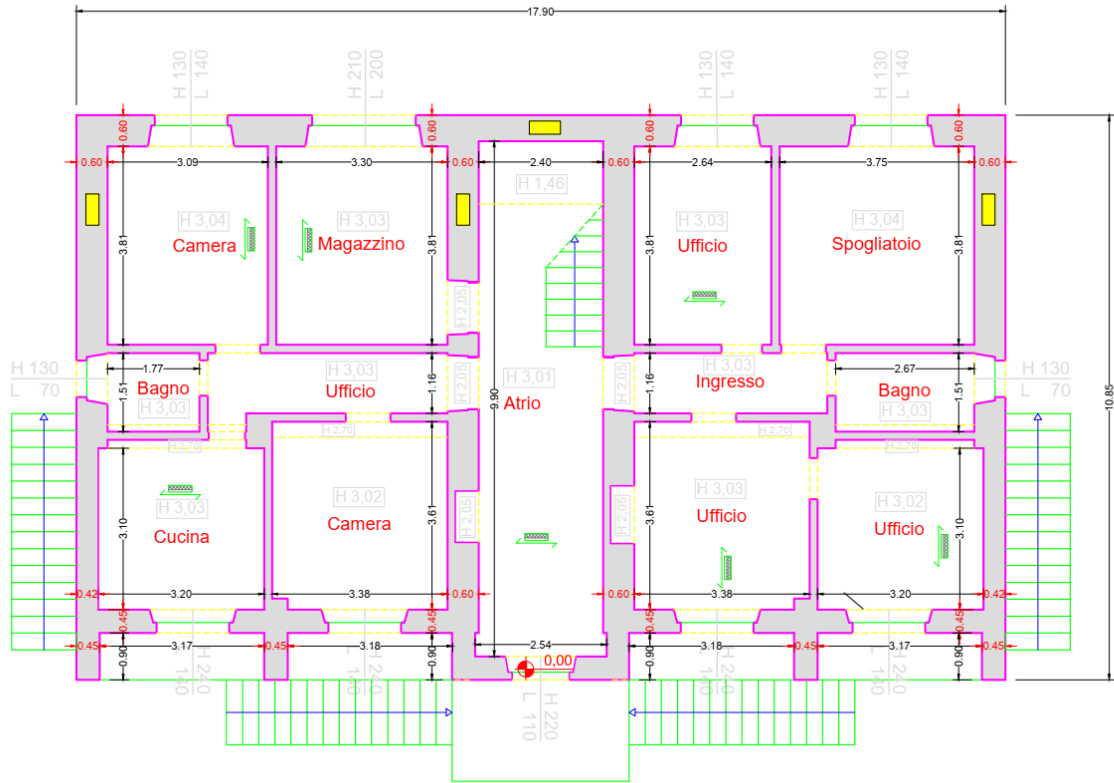 17.90
H 130
L 140
H 210
L 200
H 130
L 140
H 130
L 140
0.60
0.60
0.60
0.60
0.60
3.09
3.30
0.60
2.40
0.60
2.64
3.75
0.60
H 1,46
H 3,04
Camera
H 3,03
Magazzino
H 3,03
Ufficio
H 3,04
Spogliatoio
3.81
3.81
3.81
3.81
10.85
H 2,05
H 130
L 70
1.77
1.51
Bagno
H 3,03
Ufficio
H 3,03
1.16
H 2,05
H 3,01
Atrio
9.90
H 2,05
1.16
H 3,03
Ingresso
2.67
Bagno
H 3,03
1.51
H 130
L 70
H 2,70
H 2,70
H 2,70
H 2,70
H 3,03
Cucina
3.10
H 3,02
Camera
3.61
H 2,05
H 2,05
3.61
H 3,03
Ufficio
H 3,02
Ufficio
3.10
0.42
3.20
3.38
0.60
0.60
3.38
3.20
0.42
0.45
0.45
0.45
0.45
0.45
3.17
0.45
3.18
2.54
3.18
0.45
3.17
0.45
0.90
0.90
0.90
0.90
0,00
H 240
140
H 240
140
H 220
L 110
H 240
140
H 240
140